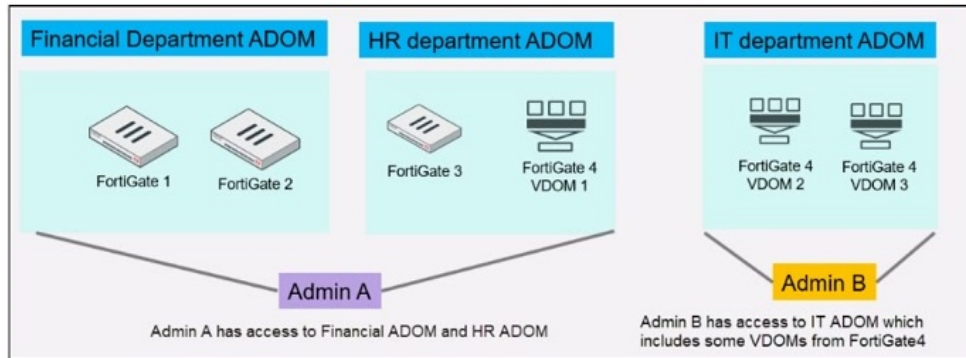 Financial Department ADOM
HR department ADOM
IT department ADOM
FortiGate 1
FortiGate 2
FortiGate 3
FortiGate 4
VDOM 1
FortiGate 4
VDOM 2
FortiGate 4
VDOM 3
Admin A
Admin B
Admin A has access to Financial ADOM and HR ADOM
Admin B has access to IT ADOM which
includes some VDOMs from FortiGate4